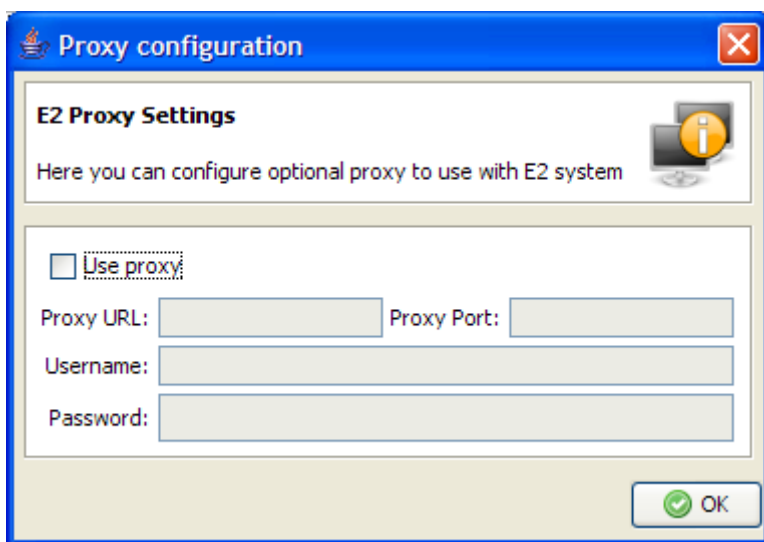 Proxy configuration
E2 Proxy Settings
Here you can configure optional proxy to use with E2 system
Use proxy
Proxy URL: Proxy Port:
Username:
Password:
OK